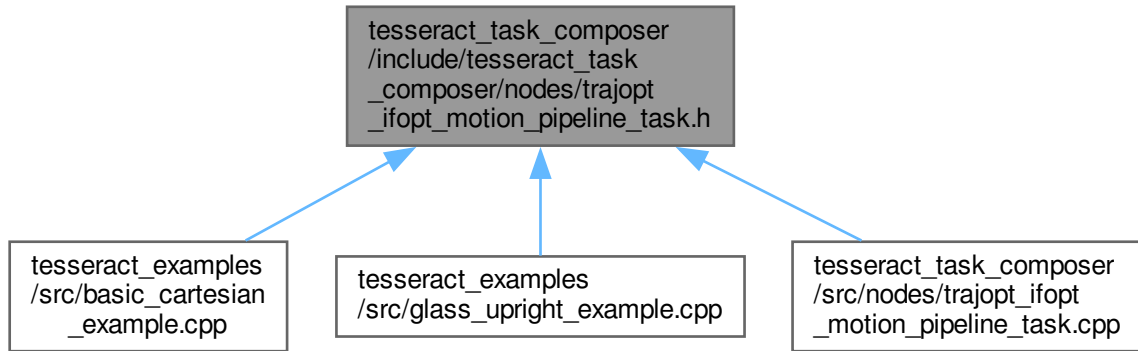 tesseract_task_composer
/include/tesseract_task
_composer/nodes/trajopt
_ifopt_motion_pipeline_task.h
tesseract_examples
/src/basic_cartesian
_example.cpp
tesseract_examples
/src/glass_upright_example.cpp
tesseract_task_composer
/src/nodes/trajopt_ifopt
_motion_pipeline_task.cpp